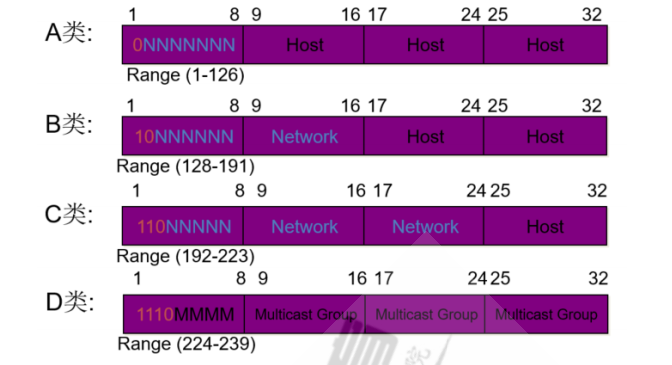 1 8 9 16 17 24 25 32
A类: 0NNNNNNN Host Host Host
Range (1-126)
1 8 9 16 17 24 25 32
B类: 10NNNNNN Network Host Host
Range (128-191)
1 8 9 16 17 24 25 32
C类: 110NNNNN Network Network Host
Range (192-223)
1 8 9 16 17 24 25 32
D类: 1110MMMM Multicast Group Multicast Group Multicast Group
Range (224-239)
院